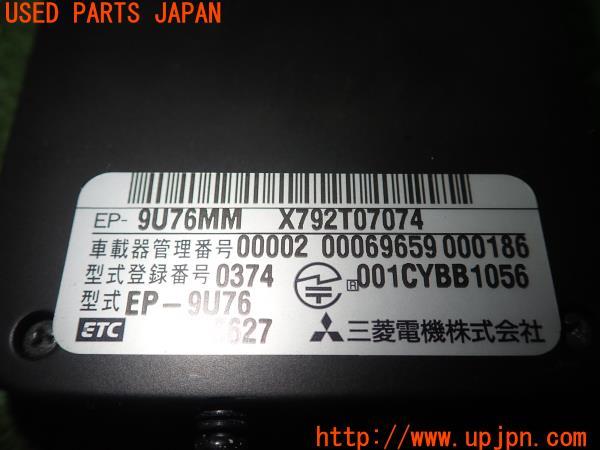 USED PARTS JAPAN
EP- 9U76MM X792T07074
車載器管理番号 00002 00069659 000186
型式登録番号 0374 R 001CYBB1056
型式 EP-9U76
ETC 627 三菱電機株式会社
http://www.upjpn.com/